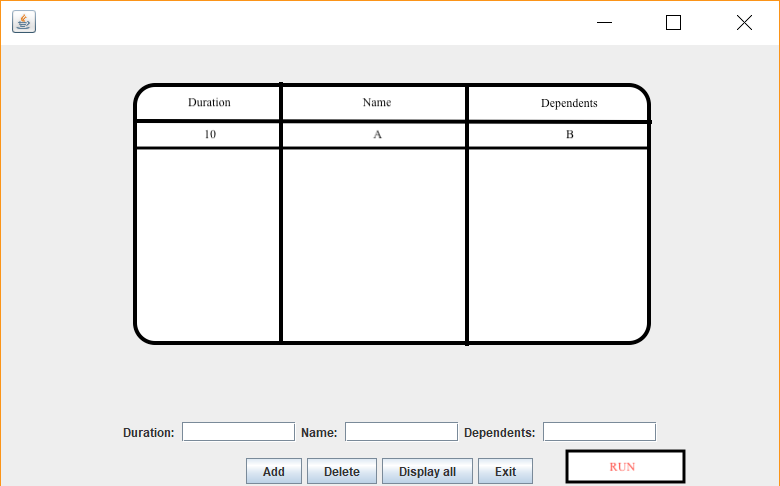 Duration Name Dependents
10 A B
Duration: Name: Dependents:
Add Delete Display all Exit RUN